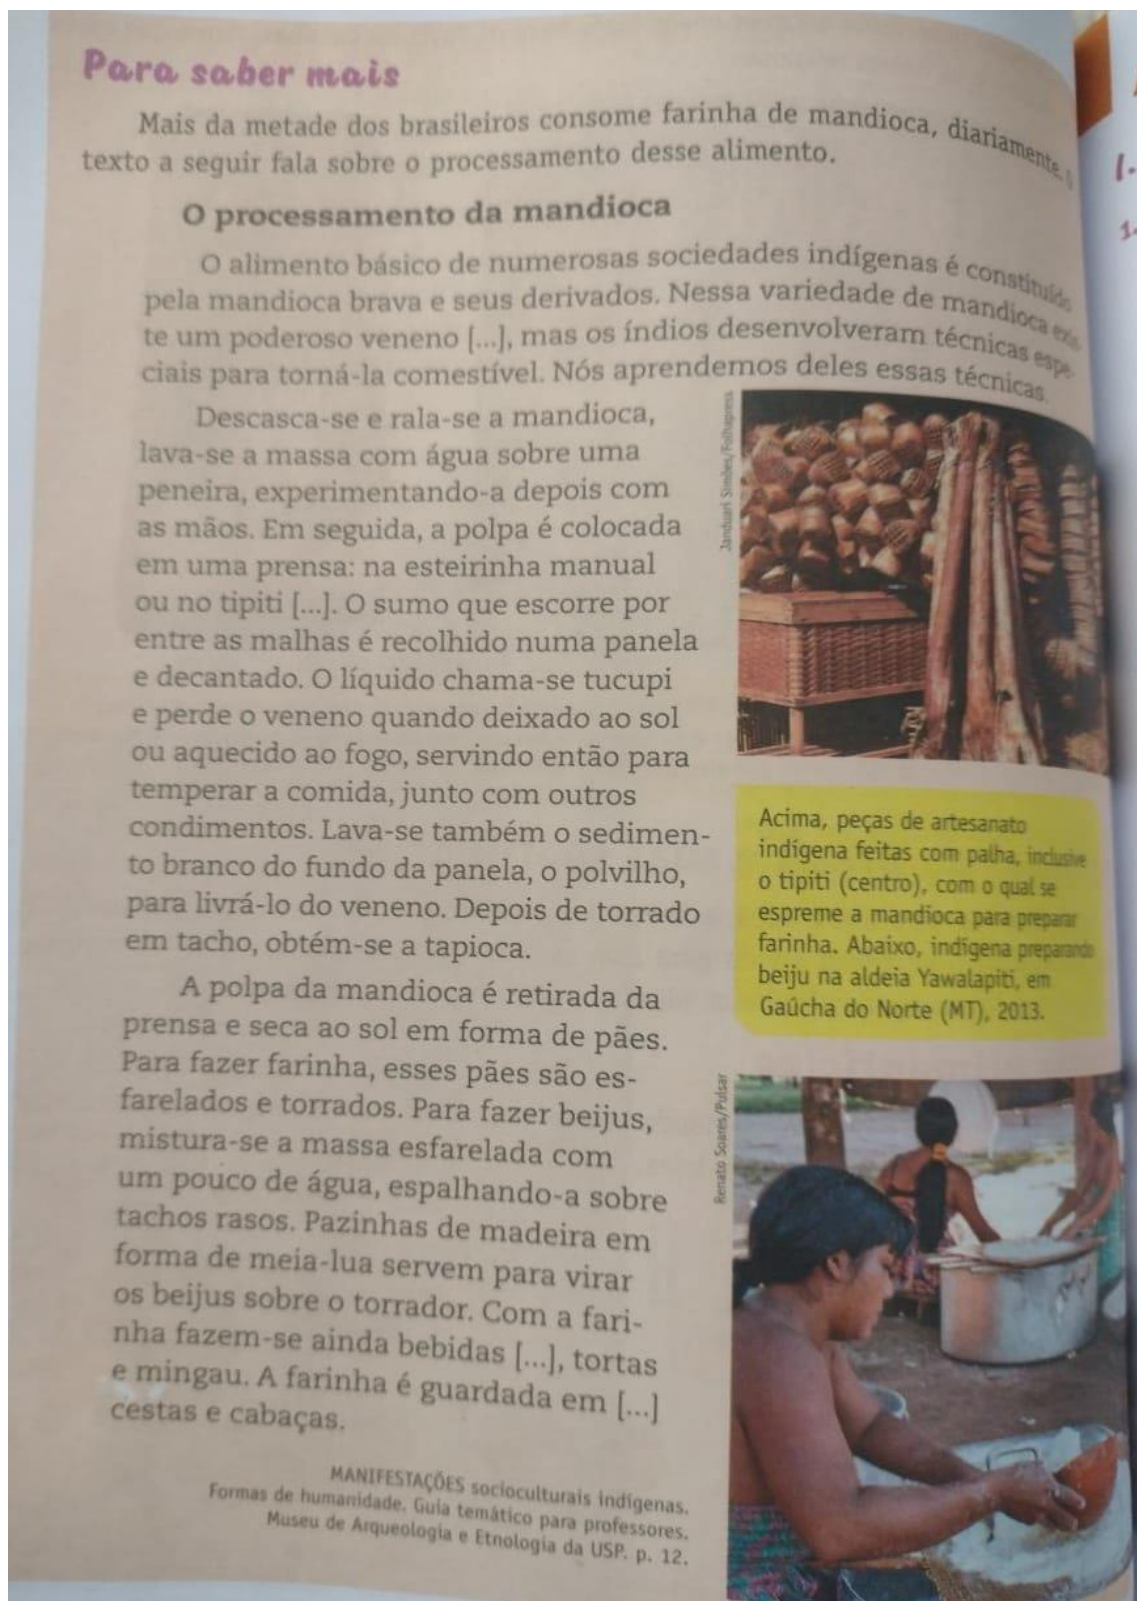 Para saber mais
Mais da metade dos brasileiros consome farinha de mandioca, diariamente. O
texto a seguir fala sobre o processamento desse alimento.
O processamento da mandioca
O alimento básico de numerosas sociedades indígenas é constituído
pela mandioca brava e seus derivados. Nessa variedade de mandioca exis-
te um poderoso veneno [...], mas os índios desenvolveram técnicas espe-
ciais para torná-la comestível. Nós aprendemos deles essas técnicas.
Descasca-se e rala-se a mandioca,
lava-se a massa com água sobre uma
peneira, experimentando-a depois com
as mãos. Em seguida, a polpa é colocada
em uma prensa: na esteirinha manual
ou no tipiti [...]. O sumo que escorre por
entre as malhas é recolhido numa panela
e decantado. O líquido chama-se tucupi
e perde o veneno quando deixado ao sol
ou aquecido ao fogo, servindo então para
temperar a comida, junto com outros
condimentos. Lava-se também o sedimen-
to branco do fundo da panela, o polvilho,
para livrá-lo do veneno. Depois de torrado
em tacho, obtém-se a tapioca.
A polpa da mandioca é retirada da
prensa e seca ao sol em forma de pães.
Para fazer farinha, esses pães são es-
farelados e torrados. Para fazer beijus,
mistura-se a massa esfarelada com
um pouco de água, espalhando-a sobre
tachos rasos. Pazinhas de madeira em
forma de meia-lua servem para virar
os beijus sobre o torrador. Com a fari-
nha fazem-se ainda bebidas [...], tortas
e mingau. A farinha é guardada em [...]
cestas e cabaças.
MANIFESTAÇÕES socioculturais indígenas.
Formas de humanidade. Guia temático para professores.
Museu de Arqueologia e Etnologia da USP. p. 12.
Janduari Simões/Folhapress
Acima, peças de artesanato
indígena feitas com palha, inclusive
o tipiti (centro), com o qual se
espreme a mandioca para preparar
farinha. Abaixo, indígena preparando
beiju na aldeia Yawalapiti, em
Gaúcha do Norte (MT), 2013.
Renato Soares/Pulsar
1.